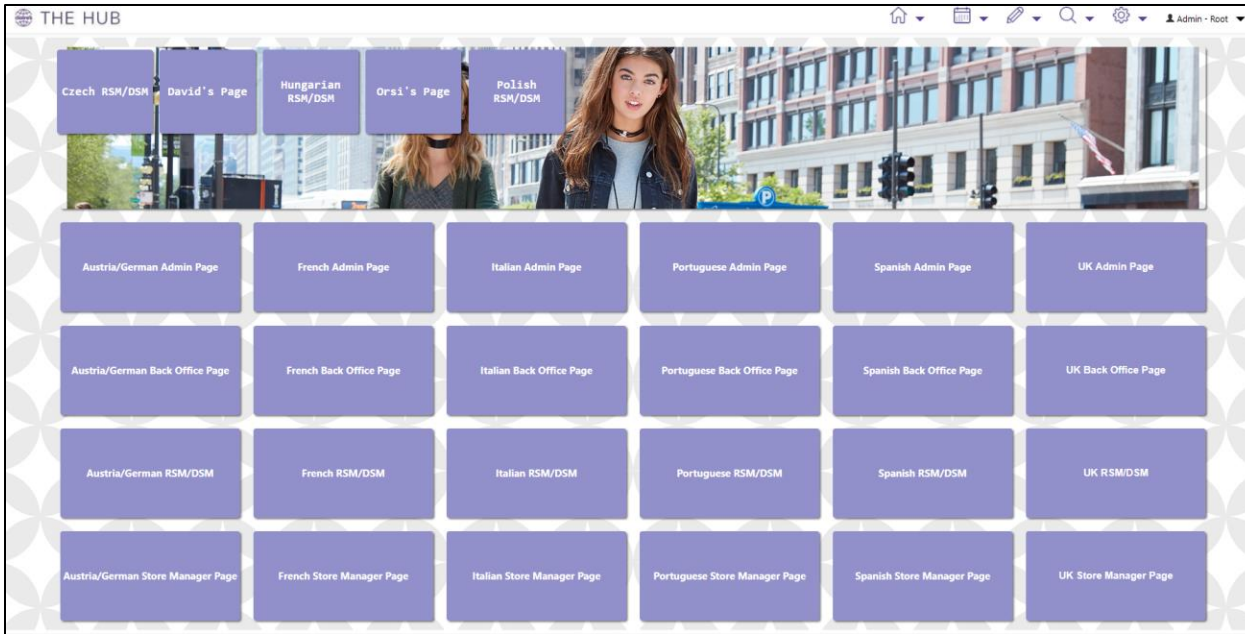 THE HUB
Admin - Root
Czech RSM/DSM
David's Page
Hungarian
RSM/DSM
Orsi's Page
Polish
RSM/DSM
P
Austria/German Admin Page
French Admin Page
Italian Admin Page
Portuguese Admin Page
Spanish Admin Page
UK Admin Page
Austria/German Back Office Page
French Back Office Page
Italian Back Office Page
Portuguese Back Office Page
Spanish Back Office Page
UK Back Office Page
Austria/German RSM/DSM
French RSM/DSM
Italian RSM/DSM
Portuguese RSM/DSM
Spanish RSM/DSM
UK RSM/DSM
Austria/German Store Manager Page
French Store Manager Page
Italian Store Manager Page
Portuguese Store Manager Page
Spanish Store Manager Page
UK Store Manager Page